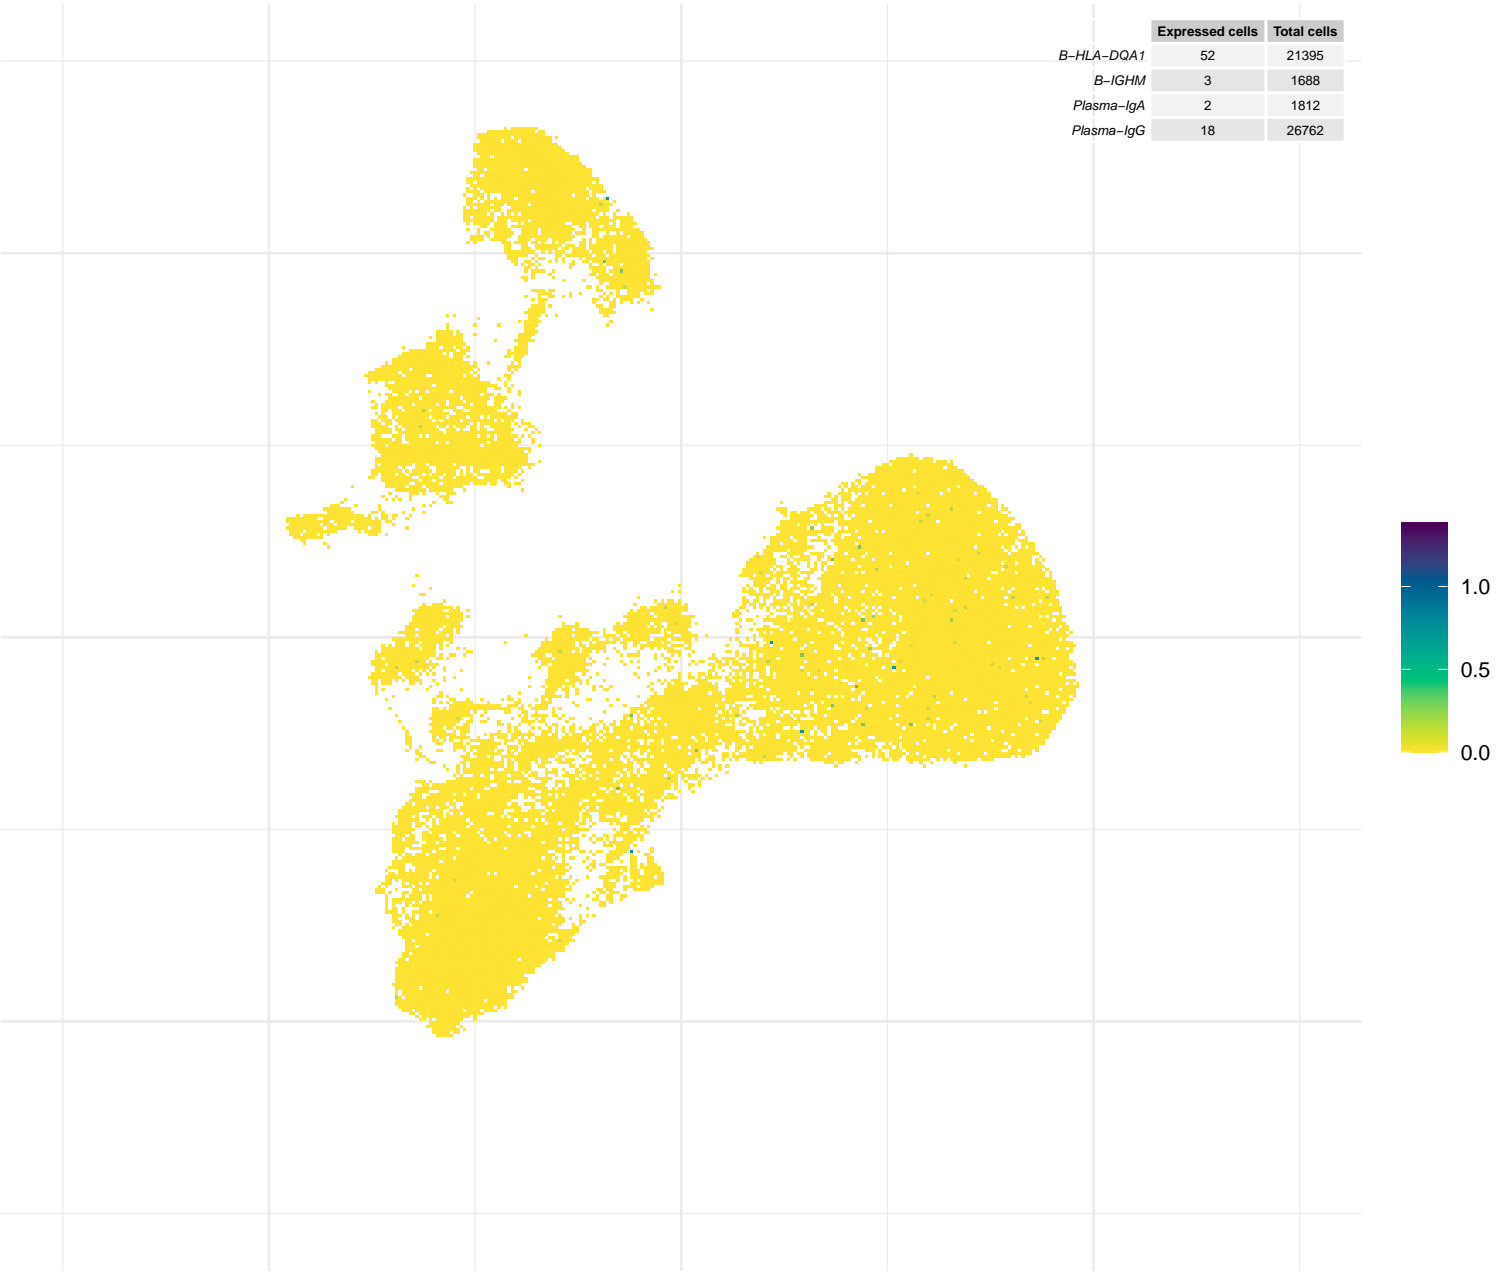 Expressed cells Total cells
B−HLA−DQA1 52 21395
B−IGHM 3 1688
Plasma−IgA 2 1812
Plasma−IgG 18 26762
1.0
0.5
0.0